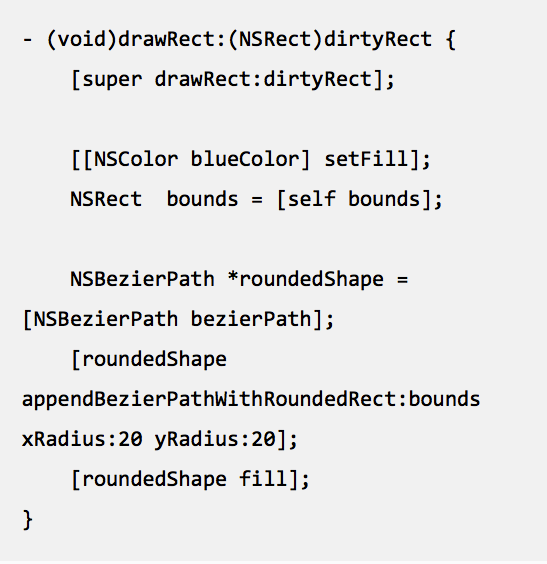 - (void)drawRect:(NSRect)dirtyRect {
    [super drawRect:dirtyRect];

    [[NSColor blueColor] setFill];
    NSRect  bounds = [self bounds];

    NSBezierPath *roundedShape =
[NSBezierPath bezierPath];
    [roundedShape
appendBezierPathWithRoundedRect:bounds
xRadius:20 yRadius:20];
    [roundedShape fill];
}